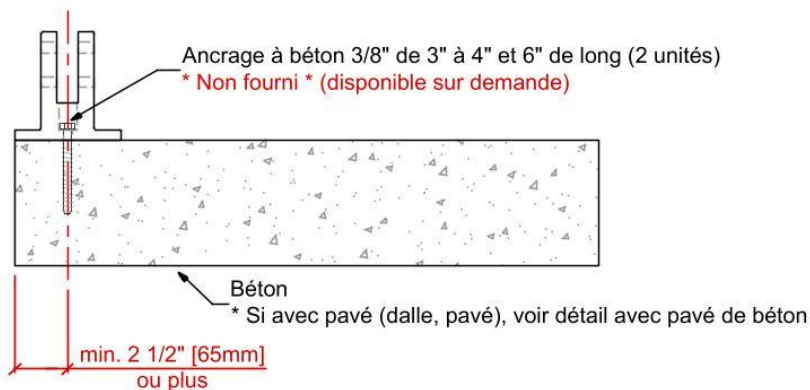 Ancrage à béton 3/8" de 3" à 4" et 6" de long (2 unités)
* Non fourni * (disponible sur demande)
Béton
* Si avec pavé (dalle, pavé), voir détail avec pavé de béton
min. 2 1/2" [65mm]
ou plus